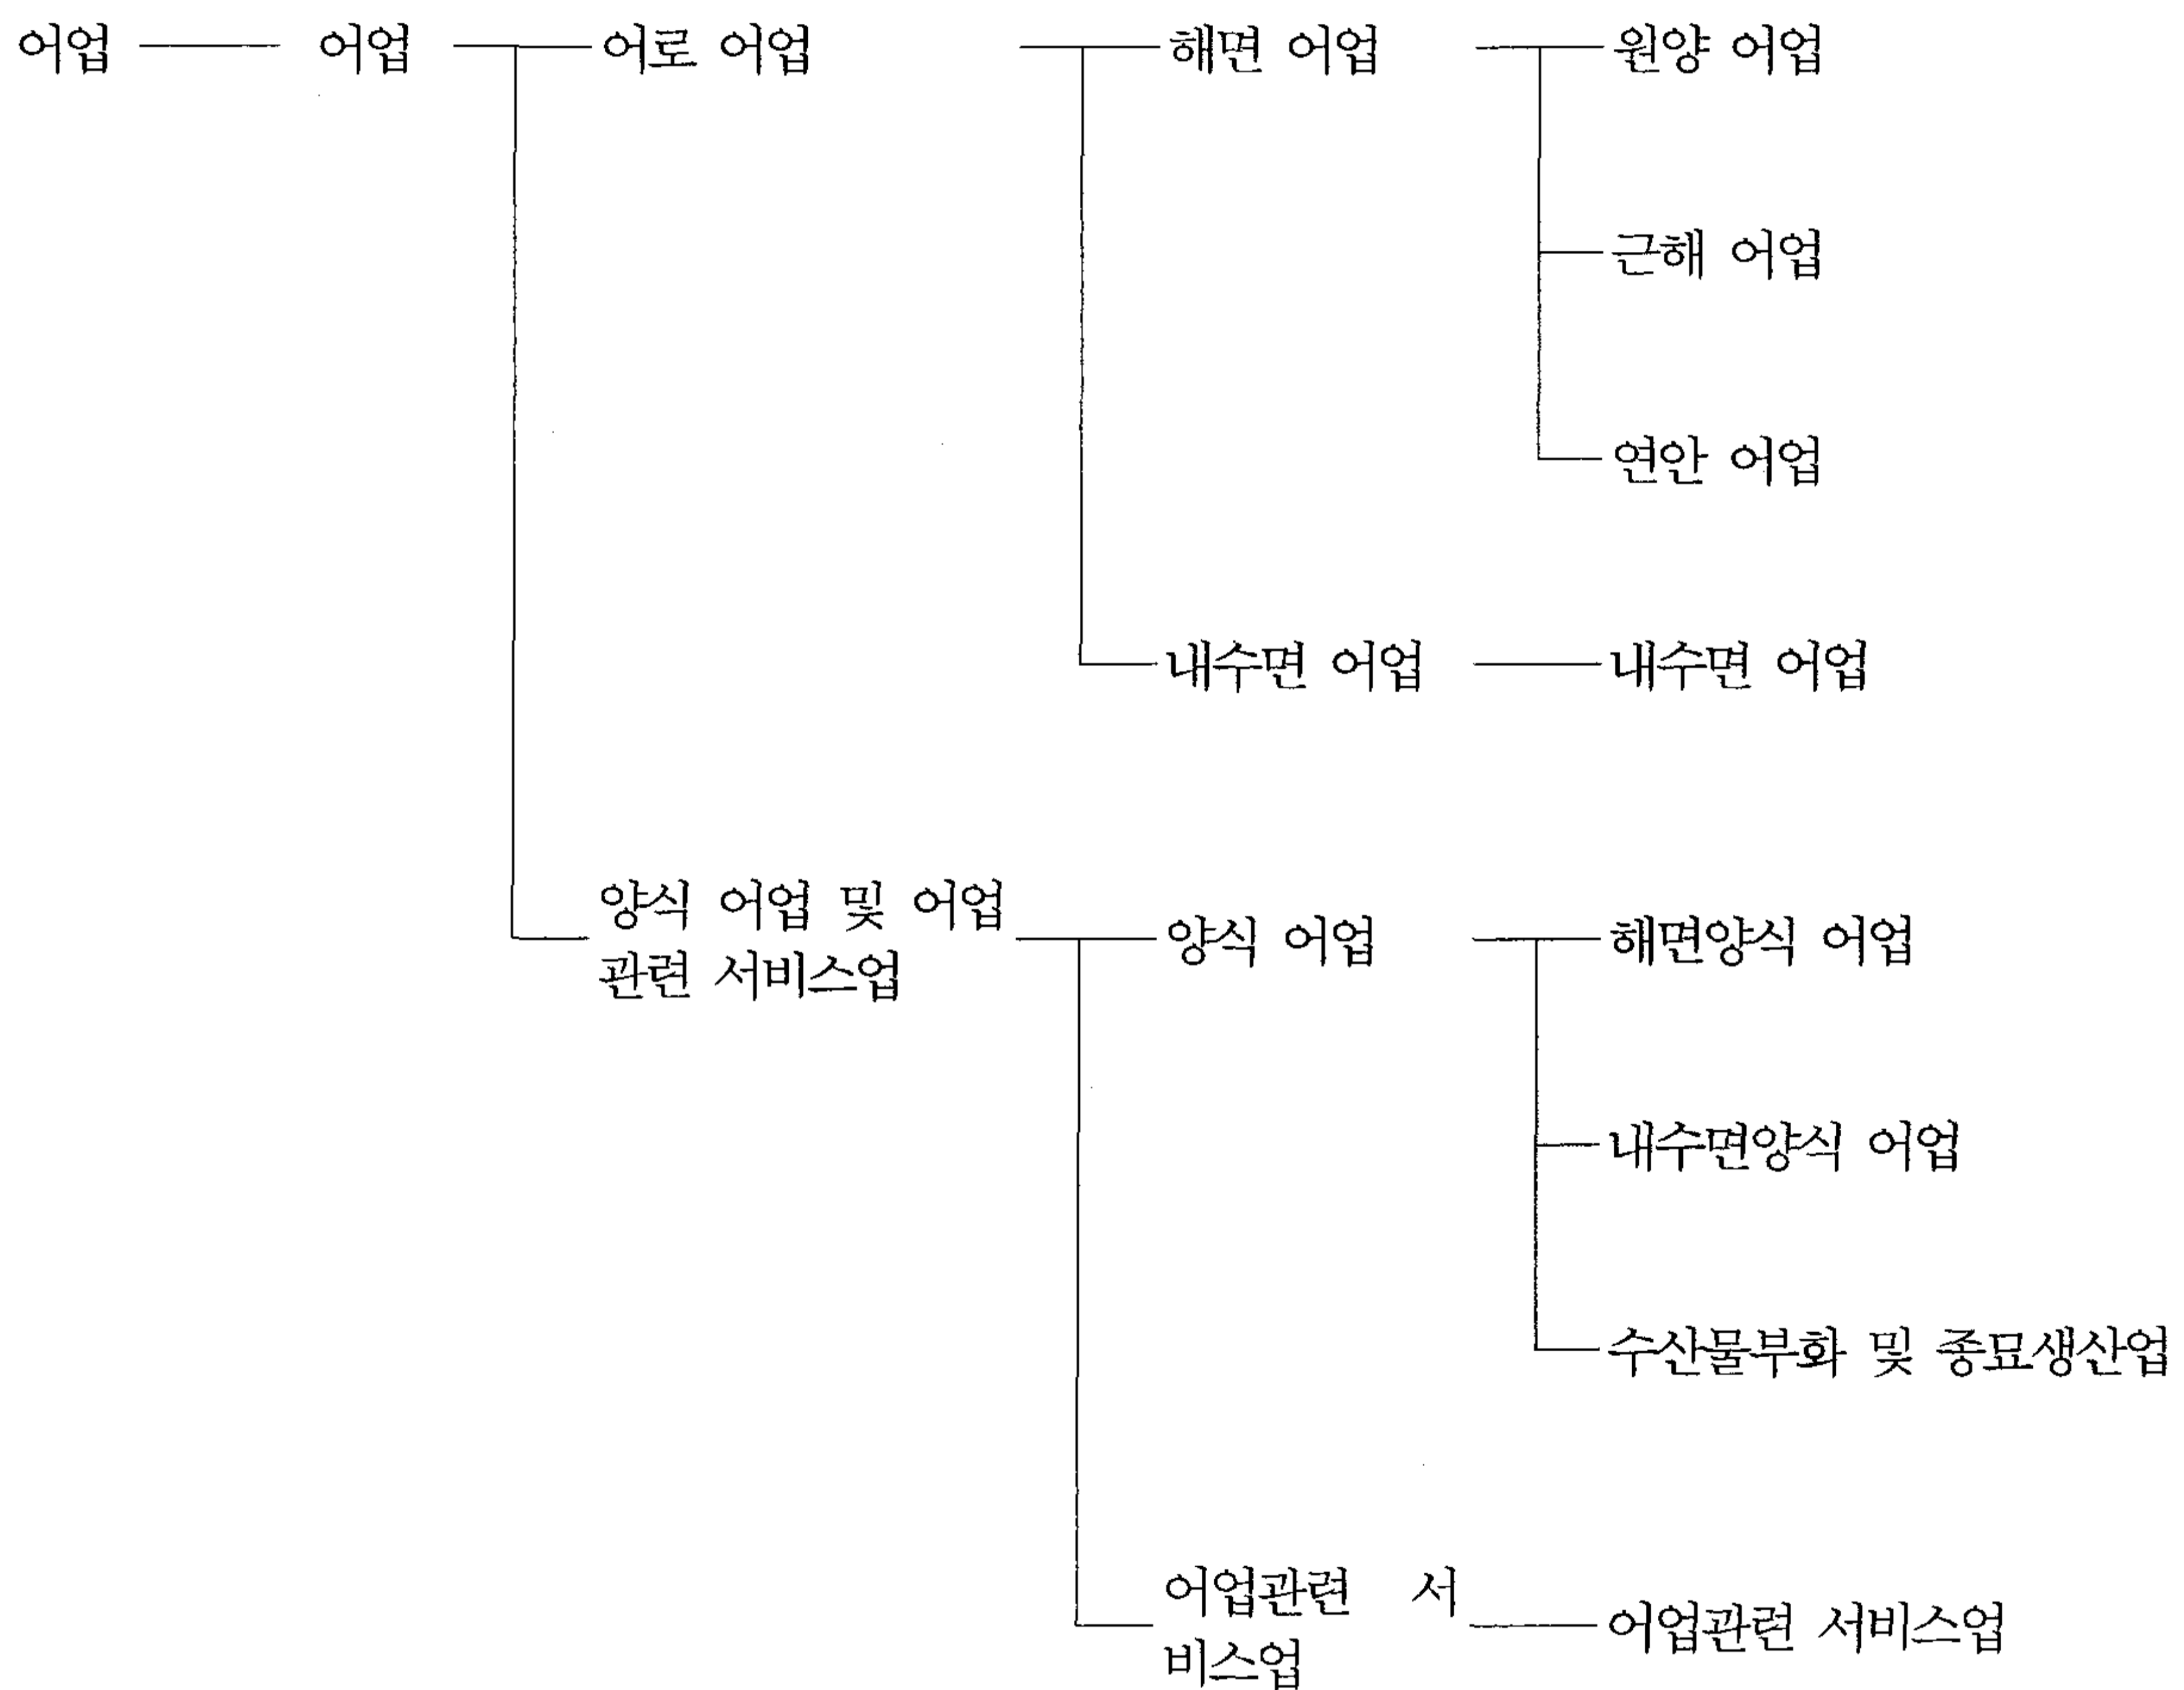 어업 어업 어로 어업 해면 어업 원양 어업
근해 어업
연안 어업
내수면 어업 내수면 어업
양식 어업 및 어업
관련 서비스업
양식 어업 해면양식 어업
내수면양식 어업
수산물부화 및 종묘생산업
어업관련 서
비스업
어업관련 서비스업